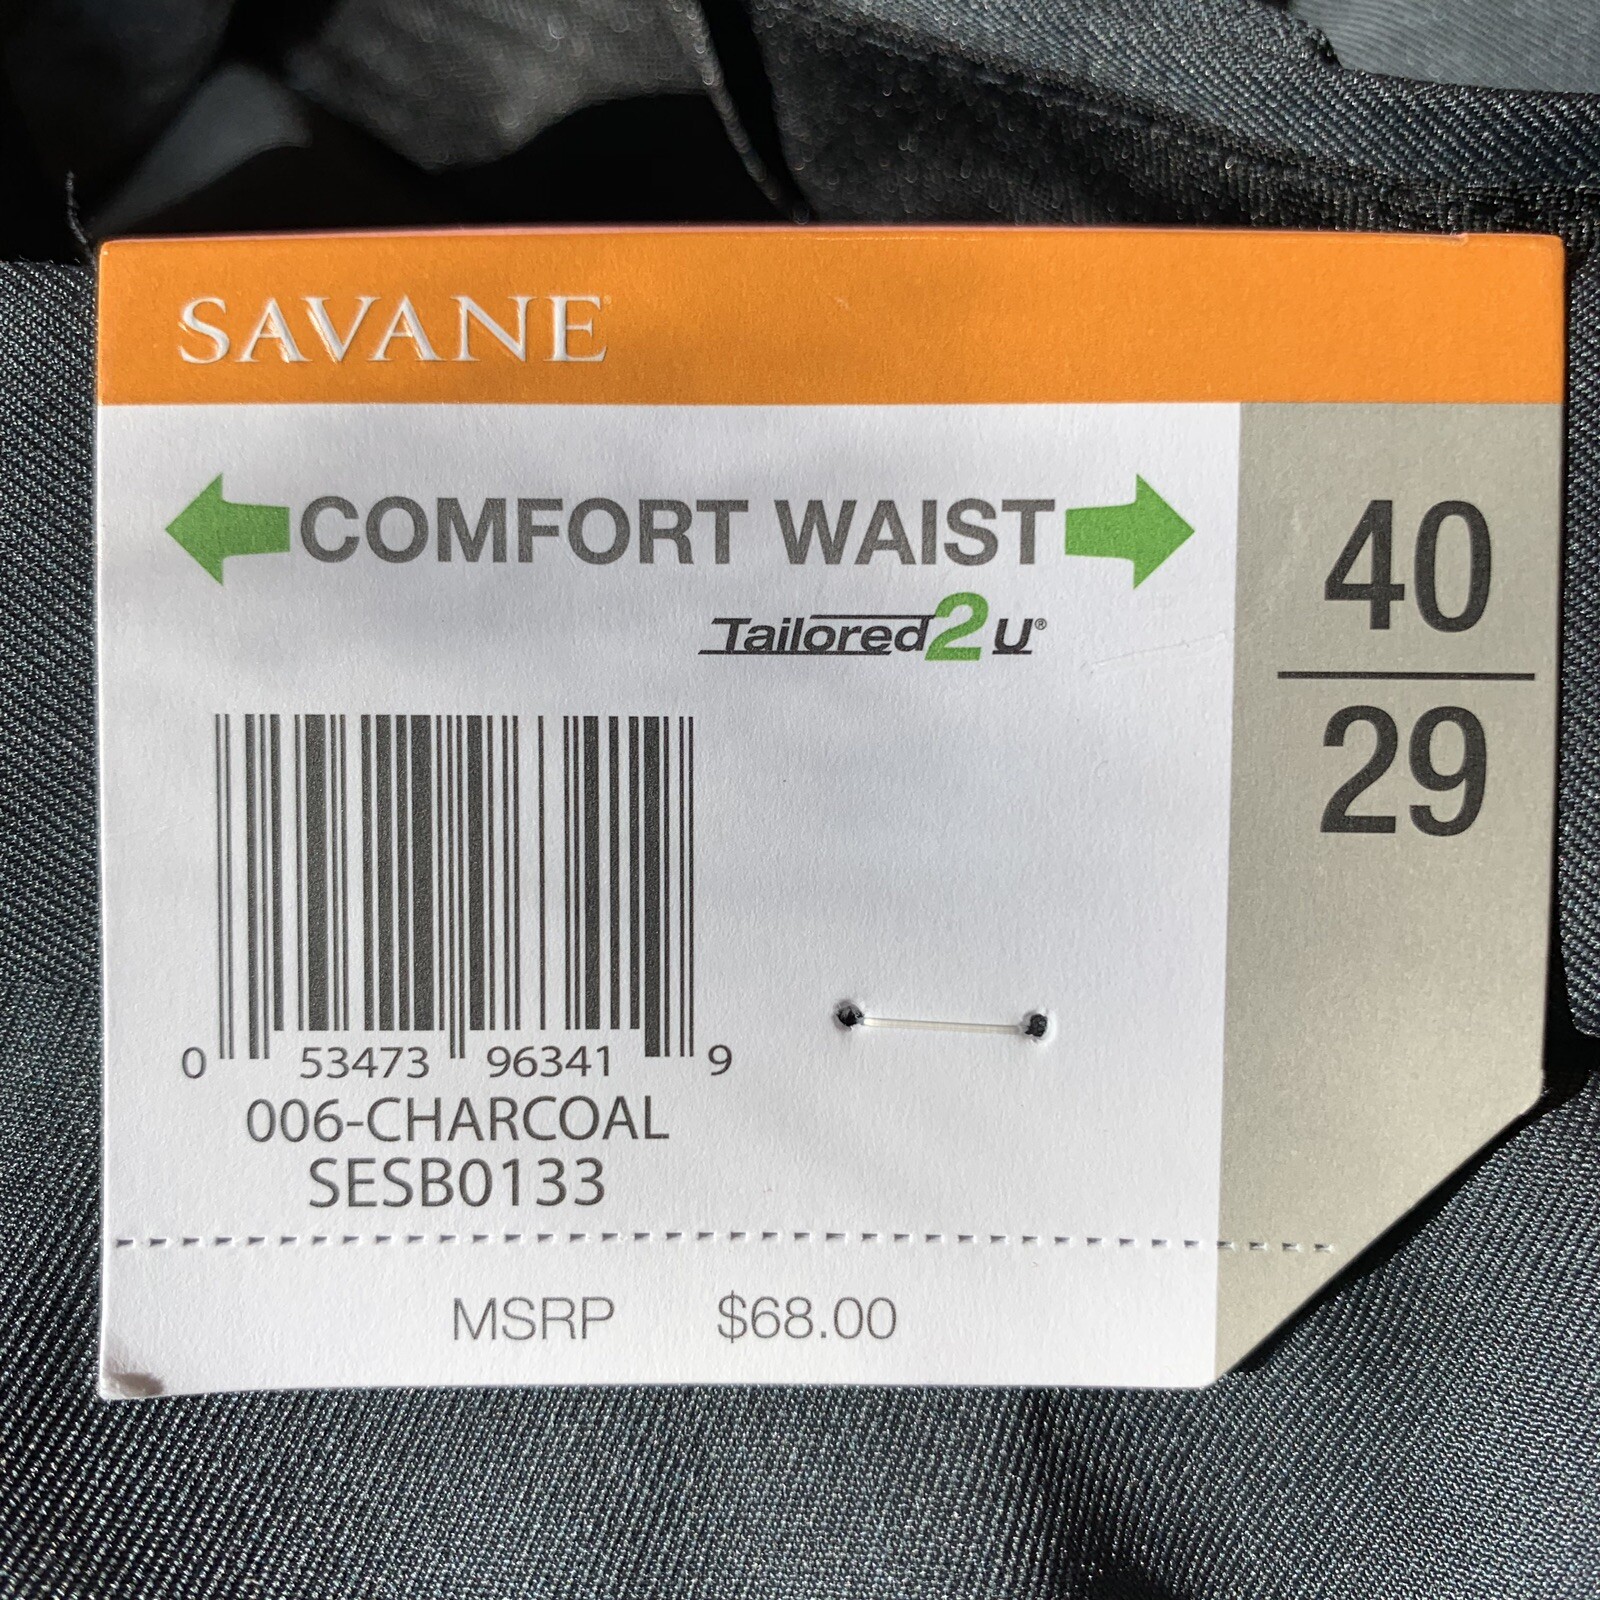 SAVANE
COMFORT WAIST
Tailored2U®
40
29
0 53473 96341 9
006-CHARCOAL
SESB0133
MSRP $68.00